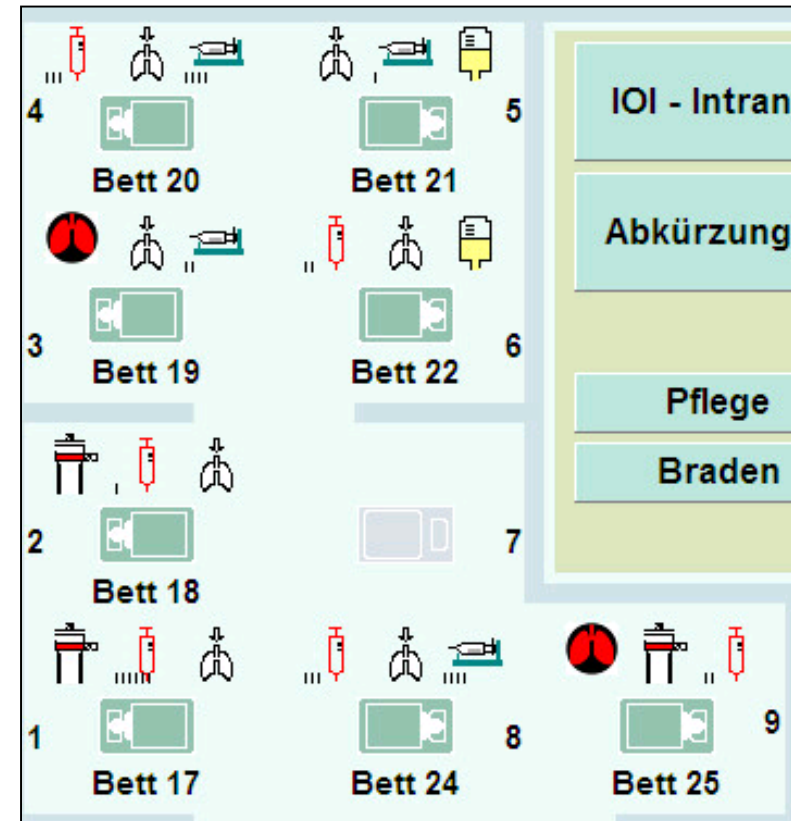 4
5
Bett 20
Bett 21
3
6
Bett 19
Bett 22
2
7
Bett 18
1
8
9
Bett 17
Bett 24
Bett 25
IOI - Intran
Abkürzung
Pflege
Braden